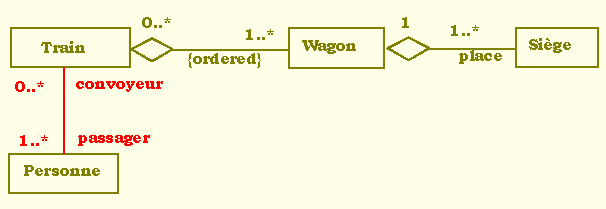 0..*
1..*
1
1..*
Train
Wagon
Siège
{ordered}
place
0..*
convoyeur
1..*
passager
Personne